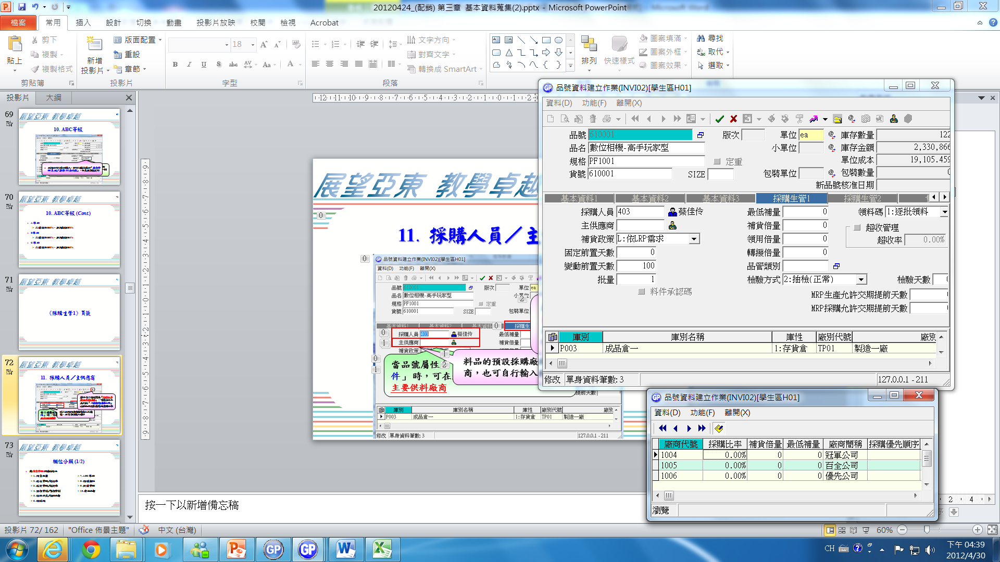 20120424_(配銷) 第三章 基本資料蒐集(2).pptx - Microsoft PowerPoint
檔案 常用 插入 設計 切換 動畫 投影片放映 校閱 檢視 Acrobat
貼上 剪下 複製 複製格式 剪貼簿
新增投影片 版面配置 重設 章節 投影片
18 字型
文字方向 對齊文字 轉換成 SmartArt 段落
排列 快速樣式 圖案填滿 圖案外框 圖案效果
尋找 取代 選取
投影片 大綱
69
展望亞東 教學卓越
10. ABC等級
70
展望亞東 教學卓越
10. ABC等級 (Cont.)
71
展望亞東 教學卓越
《採購生管1》頁籤
72
展望亞東 教學卓越
11. 採購人員／主供應商
73
展望亞東 教學卓越
欄位分類 (1/2)
展望亞東 教學卓越
11. 採購人員／主
品號資料建立作業(INVI02)[學生區H01]
資料(D) 功能(F) 離開(X)
品號 610001 版次 單位 ea
品名 數位相機-高手玩家型
規格 PF1001 定重
貨號 610001 SIZE 包裝單位
採購人員 403 蔡佳伶 最低補量
主供應商 補貨倍量
補貨政策
當品號屬性
件」時，可在
主要供料廠商
料品的預設採購廠
商，也可自行輸入
庫別 庫別名稱 庫性 廠別代號 廠別
P003 成品倉一 1:存貨倉 TP01 製造一廠
修改 單身資料筆數: 3 127.0.0.1 - 211
按一下以新增備忘稿
品號資料建立作業(INVI02)[學生區H01]
資料(D) 功能(F) 離開(X)
品號 610001 版次 單位 ea 庫存數量 122
品名 數位相機-高手玩家型 小單位 庫存金額 2,330,866
規格 PF1001 定重 單位成本 19,105.459
貨號 610001 SIZE 包裝單位 包裝數量 0
新品號核准日期
基本資料1 基本資料2 基本資料3 採購生管1 採購生管2
採購人員 403 蔡佳伶 最低補量 0 領料碼 1:逐批領料
主供應商 補貨倍量 0 超收管理
補貨政策 L:依LRP需求 領用倍量 0 超收率 0.00%
固定前置天數 0 轉撥倍量 0
變動前置天數 100 品管類別
批量 1 檢驗方式 2:抽檢(正常) 檢驗天數
料件承認碼 MRP生產允許交期提前天數
MRP採購允許交期提前天數
庫別 庫別名稱 庫性 廠別代號 廠別
P003 成品倉一 1:存貨倉 TP01 製造一廠
修改 單身資料筆數: 3 127.0.0.1 - 211
品號資料建立作業(INVI02)[學生區H01]
資料(D) 功能(F) 離開(X)
廠商代號 採購比率 補貨倍量 最低補量 廠商簡稱 採購優先順序
1004 0.00% 0 0 冠軍公司
1005 0.00% 0 0 百全公司
1006 0.00% 0 0 優先公司
瀏覽
投影片 72/ 162 "Office 佈景主題" 中文 (台灣) 60%
CH 下午 04:39
2012/4/30